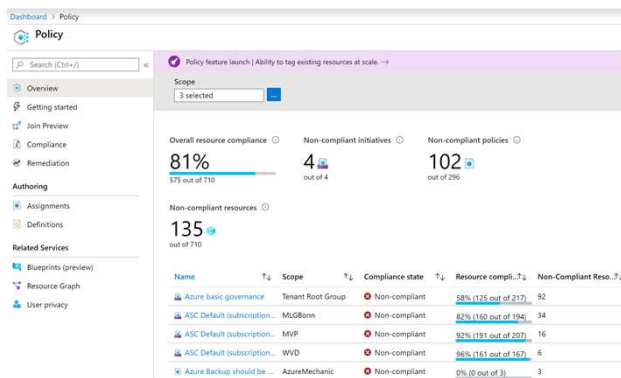 Dashboard > Policy
Policy
Search (Ctrl+/)
«
Overview
Getting started
Join Preview
Compliance
Remediation
Authoring
Assignments
Definitions
Related Services
Blueprints (preview)
Resource Graph
User privacy
Policy feature launch | Ability to tag existing resources at scale. →
Scope
3 selected
...
Overall resource compliance
81%
575 out of 710
Non-compliant initiatives
4
out of 4
Non-compliant policies
102
out of 296
Non-compliant resources
135
out of 710
Name Scope Compliance state Resource compli... Non-Compliant Reso...
Azure basic governance Tenant Root Group Non-compliant 58% (125 out of 217) 92
ASC Default (subscription... MLGBonn Non-compliant 82% (160 out of 194) 34
ASC Default (subscription... MVP Non-compliant 92% (191 out of 207) 16
ASC Default (subscription... WVD Non-compliant 96% (161 out of 167) 6
Azure Backup should be ... AzureMechanic Non-compliant 0% (0 out of 3) 3